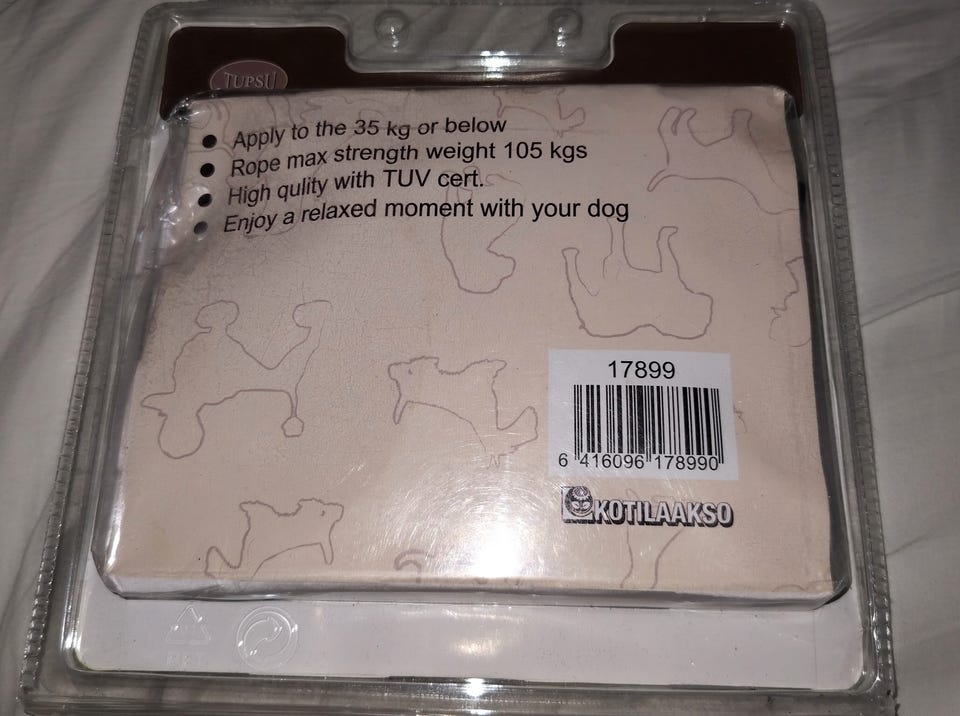 TUPSU
Apply to the 35 kg or below
Rope max strength weight 105 kgs
High qulity with TUV cert.
Enjoy a relaxed moment with your dog
17899
6 416096 178990
KOTILAAKSO